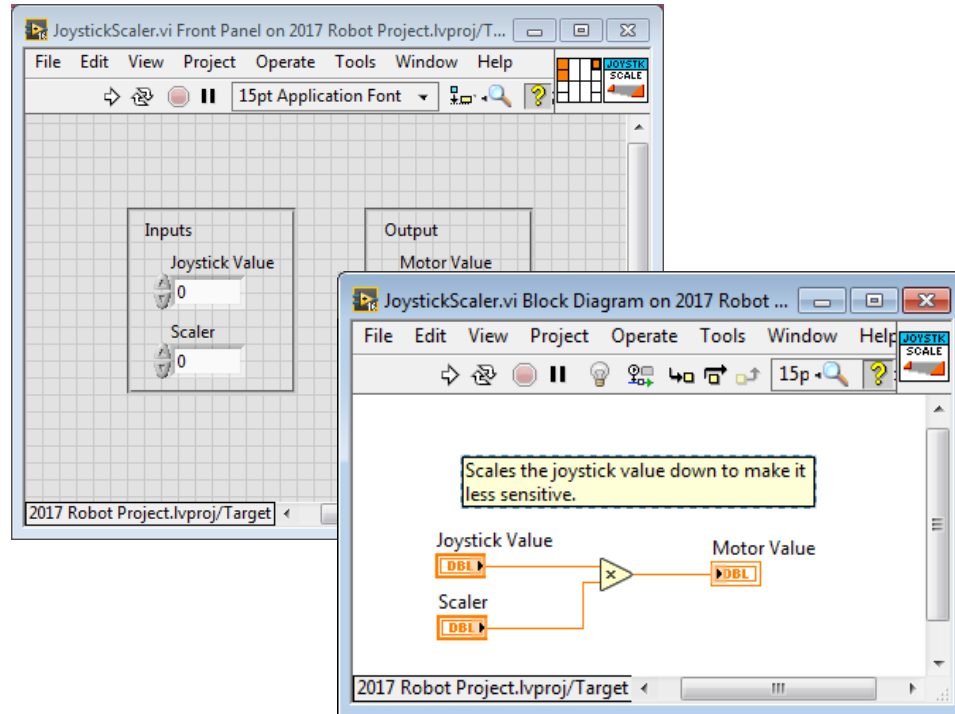 JoystickScaler.vi Front Panel on 2017 Robot Project.lvproj/T...
File Edit View Project Operate Tools Window Help
15pt Application Font
?
JOYSTK
SCALE
Inputs
Joystick Value
0
Scaler
0
Output
Motor Value
2017 Robot Project.lvproj/Target
JoystickScaler.vi Block Diagram on 2017 Robot ...
File Edit View Project Operate Tools Window Help
15p
?
JOYSTK
SCALE
Scales the joystick value down to make it
less sensitive.
Joystick Value
DBL
Scaler
DBL
x
Motor Value
DBL
2017 Robot Project.lvproj/Target